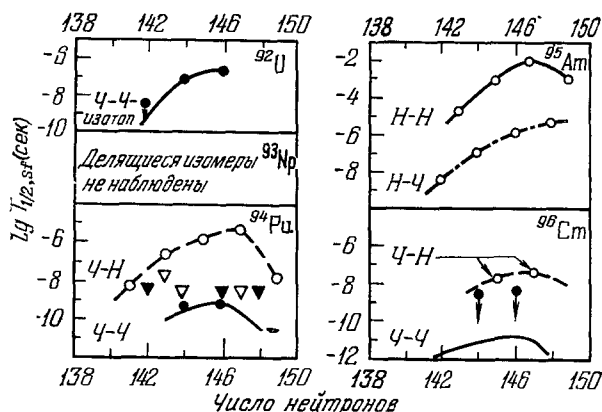 138 142 146 150
138 142 146 150
lg T1/2,sf (сек)
-6
-8
-10
92U
Ч-Ч
изотоп
Делящиеся изомеры 93Np
не наблюдены
94Pu
-6
-8
-10
Ч-Н
Ч-Ч
138 142 146 150
95Am
-2
-4
-6
-8
Н-Н
Н-Ч
96Cm
-6
-8
-10
-12
Ч-Н
Ч-Ч
138 142 146 150
Число нейтронов